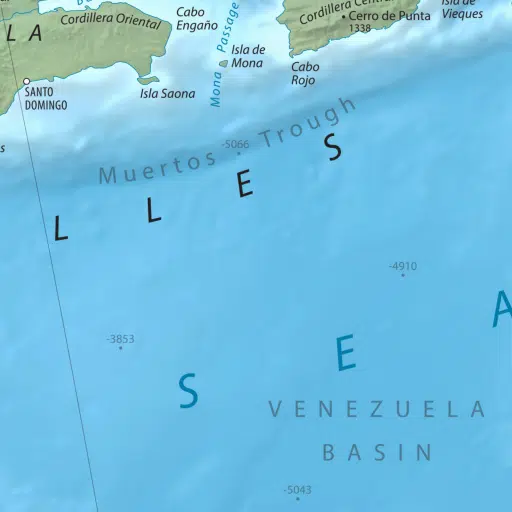 Cordillera Oriental
Cabo
Engaño
Mona Passage
Cordillera Cent
Isla de
Vieques
Cerro de Punta
1338
L A
Isla de
Mona
Cabo
Rojo
SANTO
DOMINGO
Isla Saona
s
-5066
Muertos Trough
L L E S
-4910
-3853
S E A
VENEZUELA
BASIN
-5043